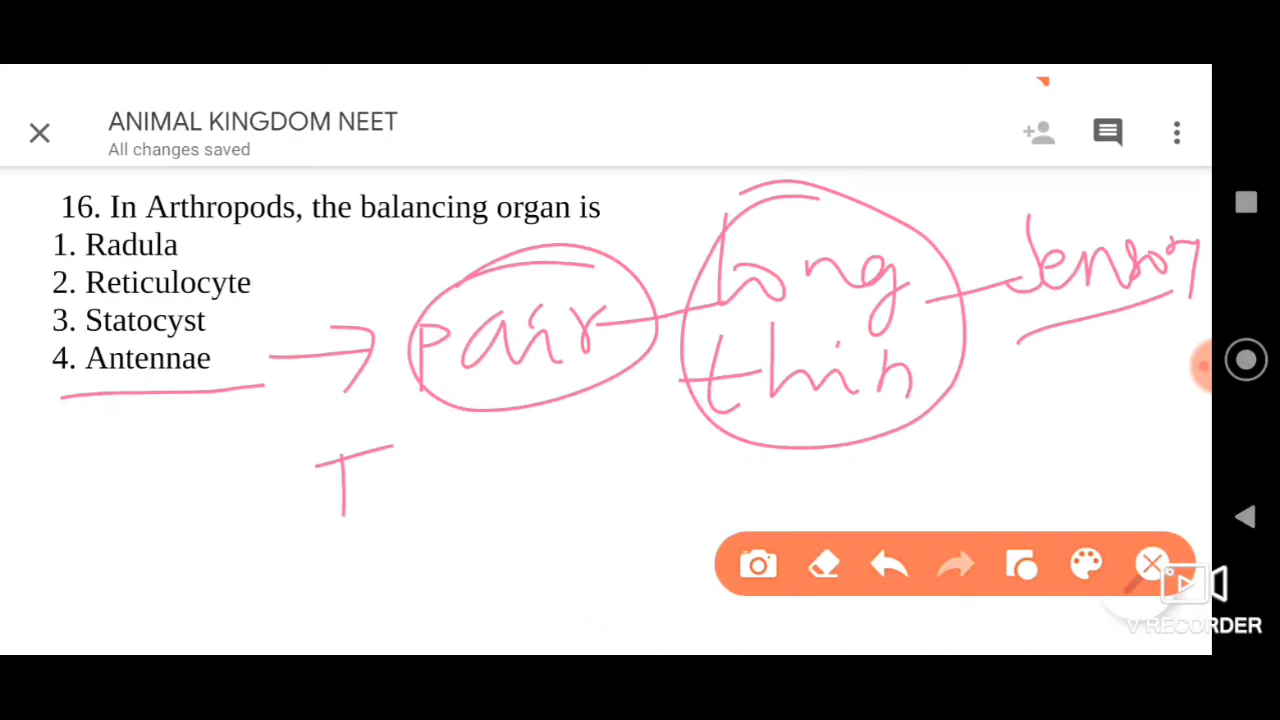 ANIMAL KINGDOM NEET
All changes saved
16. In Arthropods, the balancing organ is
1. Radula
2. Reticulocyte
3. Statocyst
4. Antennae
pair
long
thin
sensory
T
V RECORDER